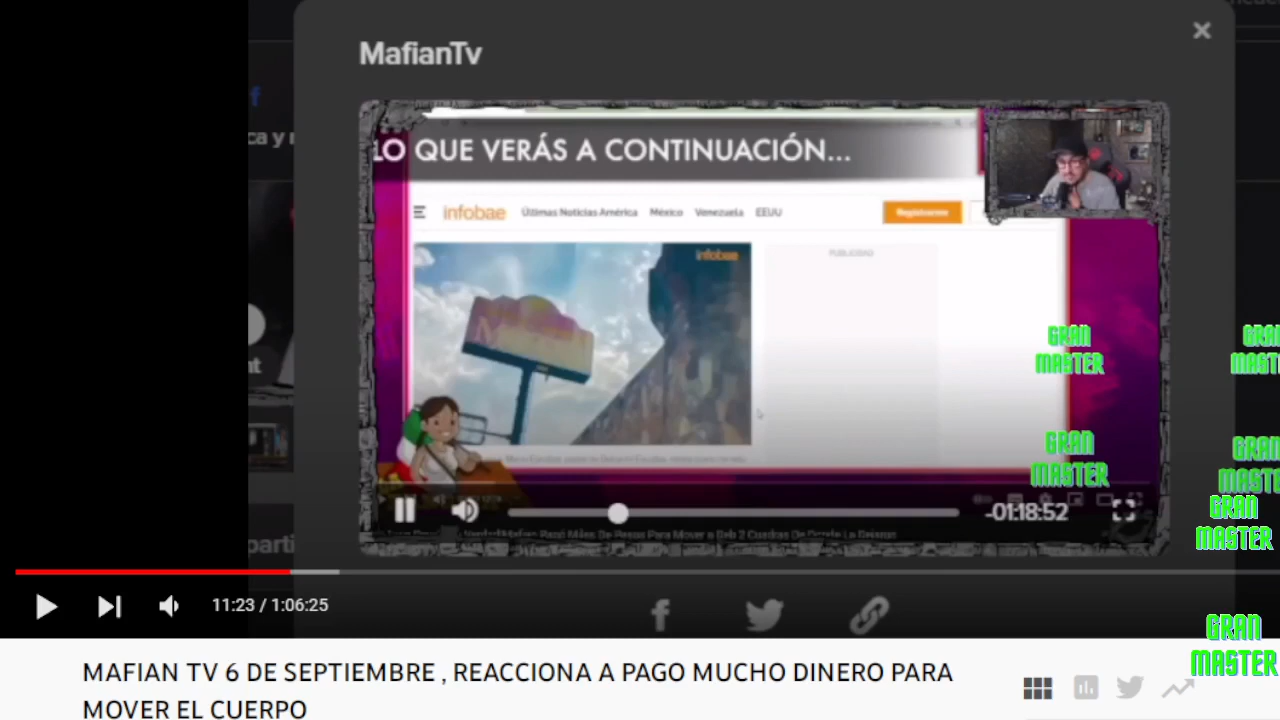 MafianTv
LO QUE VERÁS A CONTINUACIÓN...
infobae Últimas Noticias América México Venezuela EEUU Regístrarme
infobae
PUBLICIDAD
GRAN
MASTER
GRAN
MASTER
GRAN
MASTER
GRAN
MASTER
GRAN
MASTER
GRAN
MASTER
-01:18:52
11:23 / 1:06:25
MAFIAN TV 6 DE SEPTIEMBRE , REACCIONA A PAGO MUCHO DINERO PARA
MOVER EL CUERPO